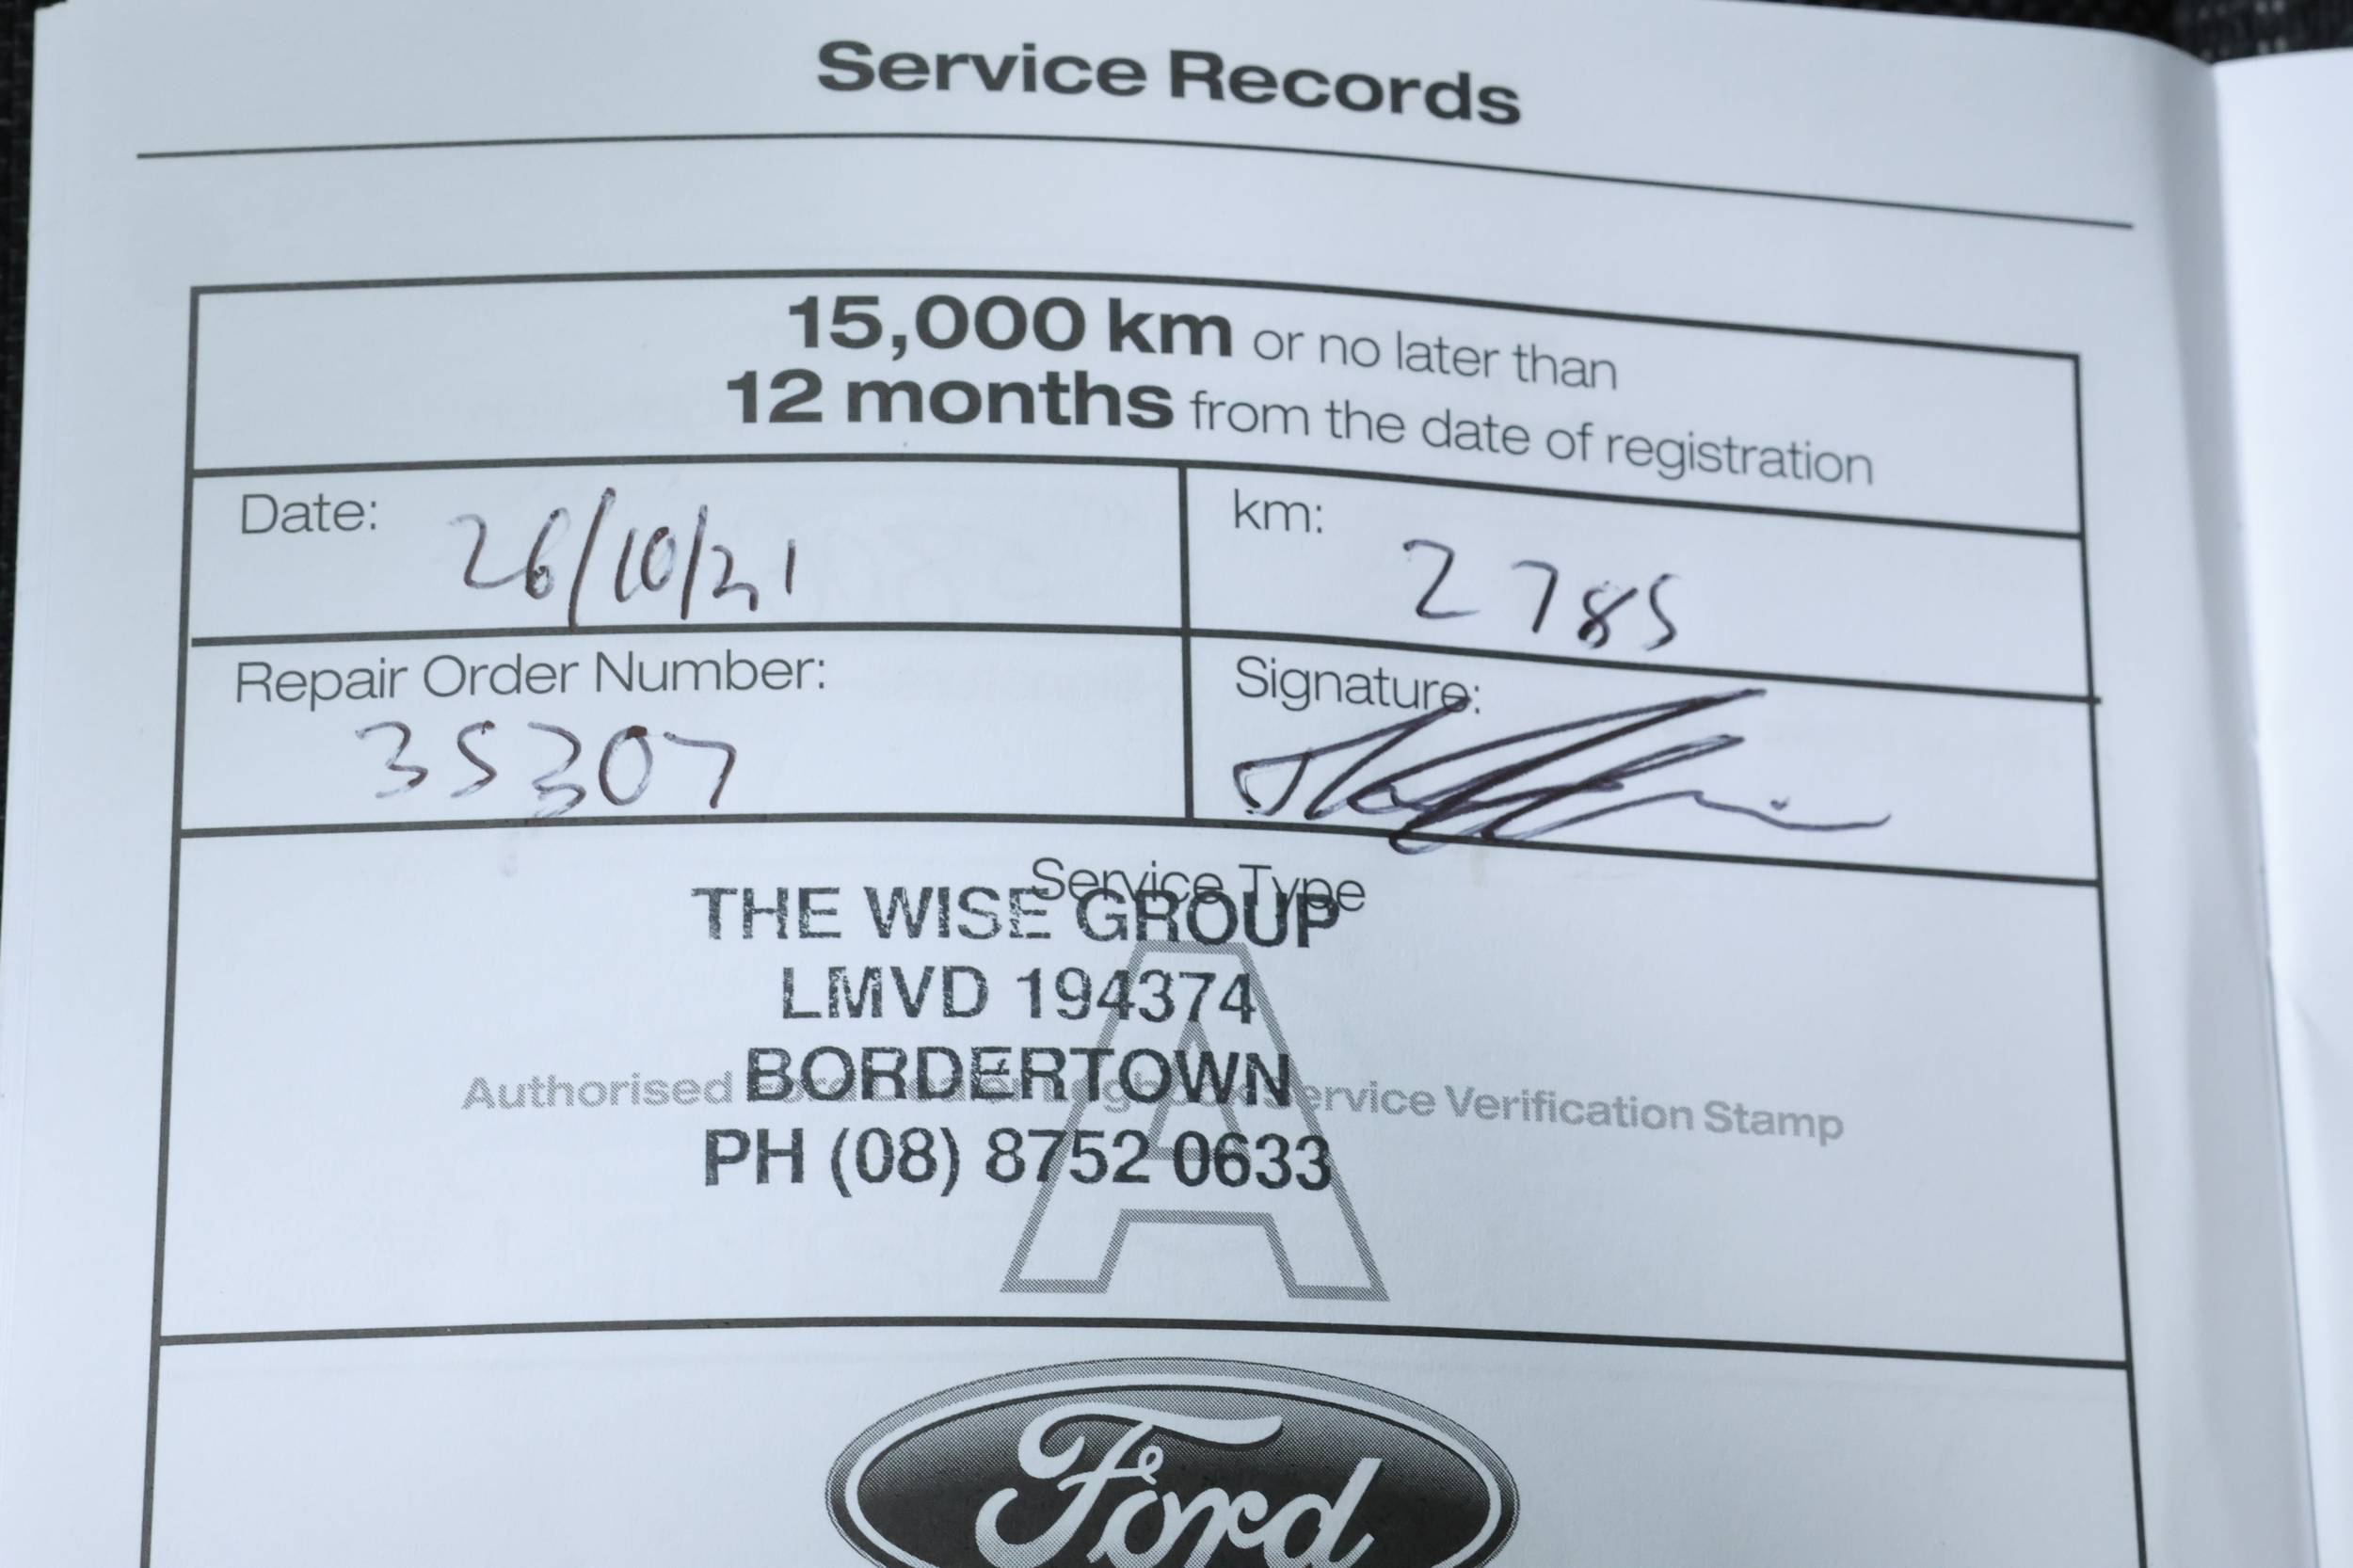 Service Records
15,000 km or no later than
12 months from the date of registration
Date: 26/10/21
km: 2785
Repair Order Number:
35307
Signature:
Service Type
THE WISE GROUP
LMVD 194374
A
BORDERTOWN
Authorised Service Verification Stamp
PH (08) 8752 0633
Ford